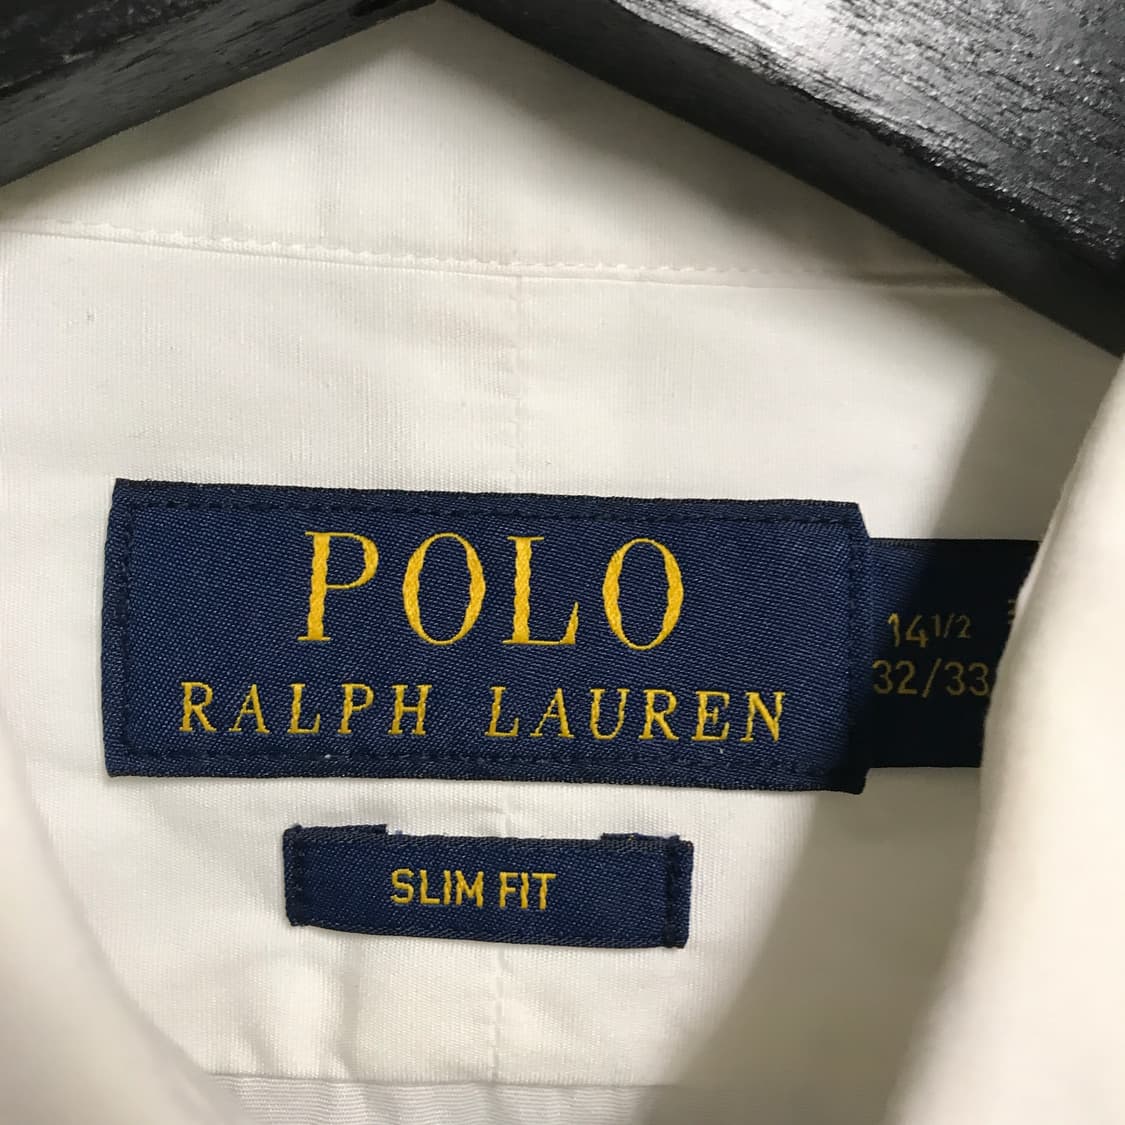 POLO
RALPH LAUREN
14 1/2
32/33
SLIM FIT